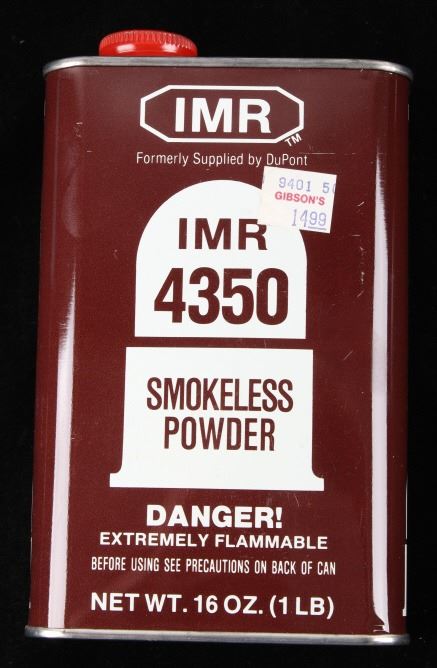 IMR
TM
Formerly Supplied by DuPont
9401 5
GIBSON'S
1499
IMR
4350
SMOKELESS
POWDER
DANGER!
EXTREMELY FLAMMABLE
BEFORE USING SEE PRECAUTIONS ON BACK OF CAN
NET WT. 16 OZ. (1 LB)